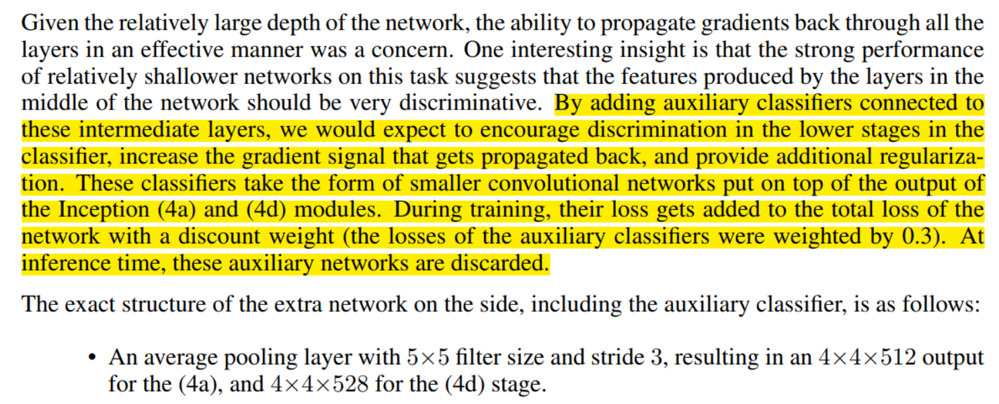 Given the relatively large depth of the network, the ability to propagate gradients back through all the
layers in an effective manner was a concern. One interesting insight is that the strong performance
of relatively shallower networks on this task suggests that the features produced by the layers in the
middle of the network should be very discriminative. By adding auxiliary classifiers connected to
these intermediate layers, we would expect to encourage discrimination in the lower stages in the
classifier, increase the gradient signal that gets propagated back, and provide additional regulariza-
tion. These classifiers take the form of smaller convolutional networks put on top of the output of
the Inception (4a) and (4d) modules. During training, their loss gets added to the total loss of the
network with a discount weight (the losses of the auxiliary classifiers were weighted by 0.3). At
inference time, these auxiliary networks are discarded.
The exact structure of the extra network on the side, including the auxiliary classifier, is as follows:
• An average pooling layer with 5×5 filter size and stride 3, resulting in an 4×4×512 output
for the (4a), and 4×4×528 for the (4d) stage.